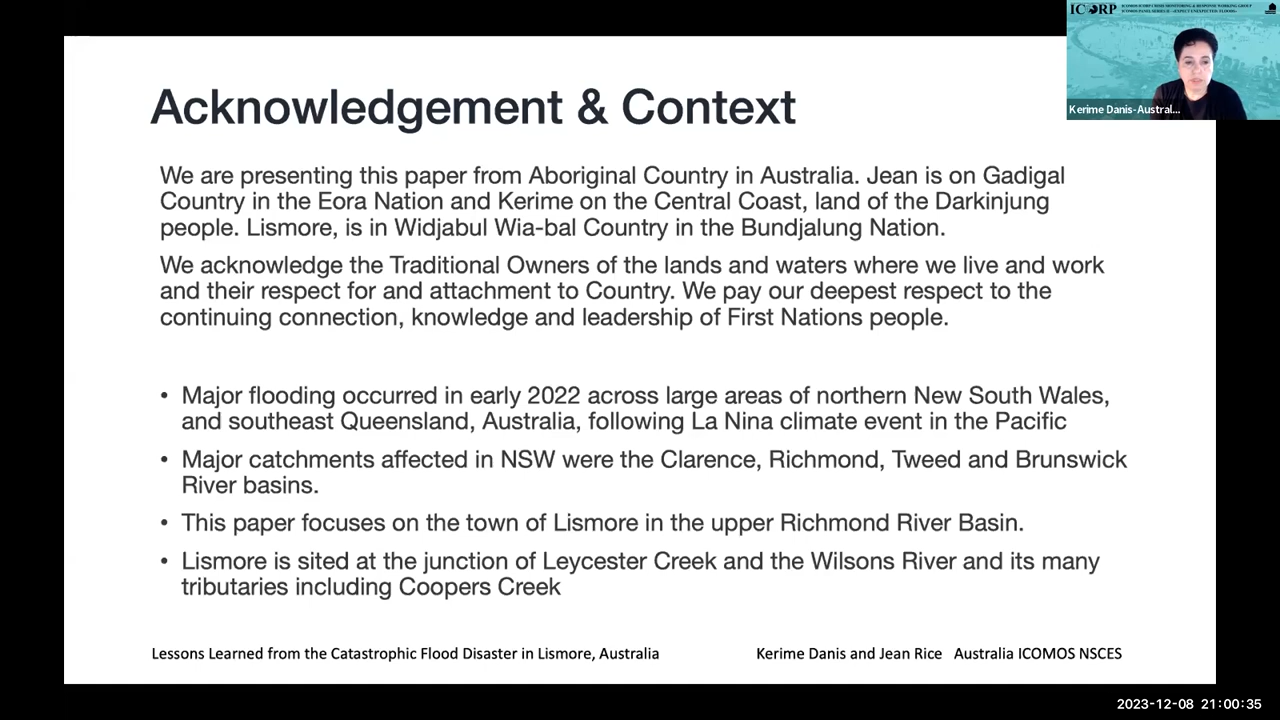 ICORP
ICOMOS ICORP CRISIS MONITORING & RESPONSE WORKING GROUP
Kerime Danis-Austral...
Acknowledgement & Context
We are presenting this paper from Aboriginal Country in Australia. Jean is on Gadigal
Country in the Eora Nation and Kerime on the Central Coast, land of the Darkinjung
people. Lismore, is in Widjabul Wia-bal Country in the Bundjalung Nation.
We acknowledge the Traditional Owners of the lands and waters where we live and work
and their respect for and attachment to Country. We pay our deepest respect to the
continuing connection, knowledge and leadership of First Nations people.
• Major flooding occurred in early 2022 across large areas of northern New South Wales,
and southeast Queensland, Australia, following La Nina climate event in the Pacific
• Major catchments affected in NSW were the Clarence, Richmond, Tweed and Brunswick
River basins.
• This paper focuses on the town of Lismore in the upper Richmond River Basin.
• Lismore is sited at the junction of Leycester Creek and the Wilsons River and its many
tributaries including Coopers Creek
Lessons Learned from the Catastrophic Flood Disaster in Lismore, Australia
Kerime Danis and Jean Rice Australia ICOMOS NSCES
2023-12-08 21:00:35